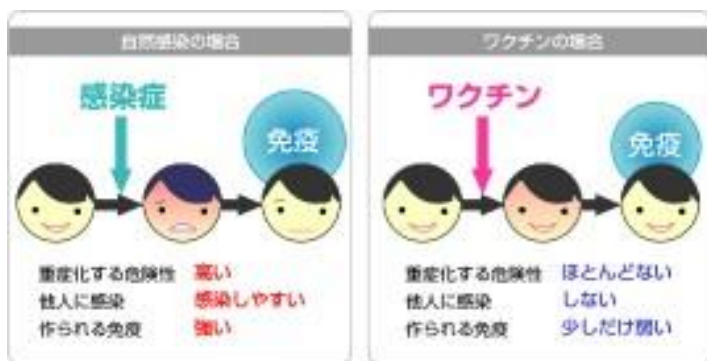 自然感染の場合
感染症
免疫
重症化する危険性 高い
他人に感染 感染しやすい
作られる免疫 強い
ワクチンの場合
ワクチン
免疫
重症化する危険性 ほとんどない
他人に感染 しない
作られる免疫 少しだけ弱い